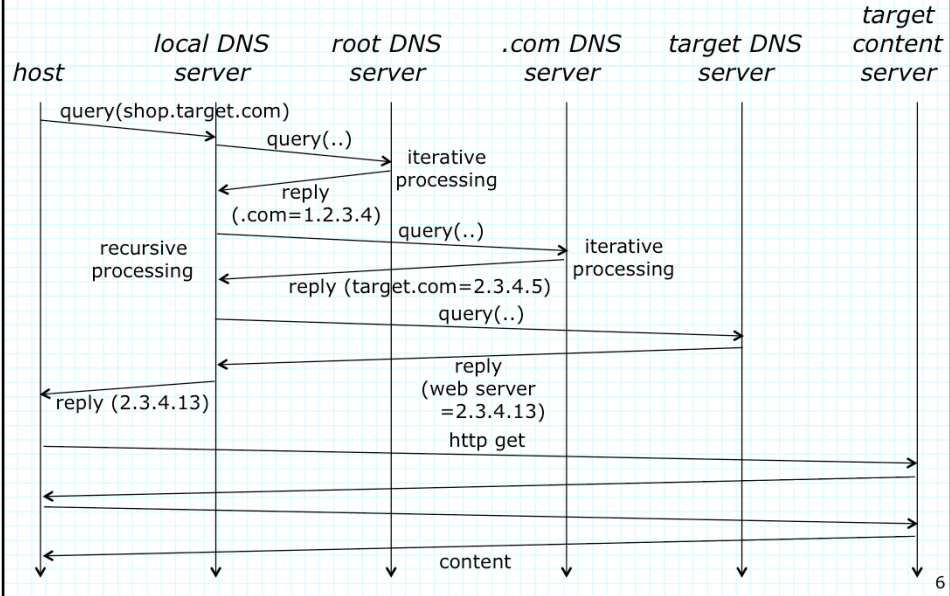 host
local DNS
server
root DNS
server
.com DNS
server
target DNS
server
target
content
server
query(shop.target.com)
query(..)
iterative
processing
reply
(.com=1.2.3.4)
query(..)
recursive
processing
iterative
processing
reply (target.com=2.3.4.5)
query(..)
reply
(web server
=2.3.4.13)
reply (2.3.4.13)
http get
content
6